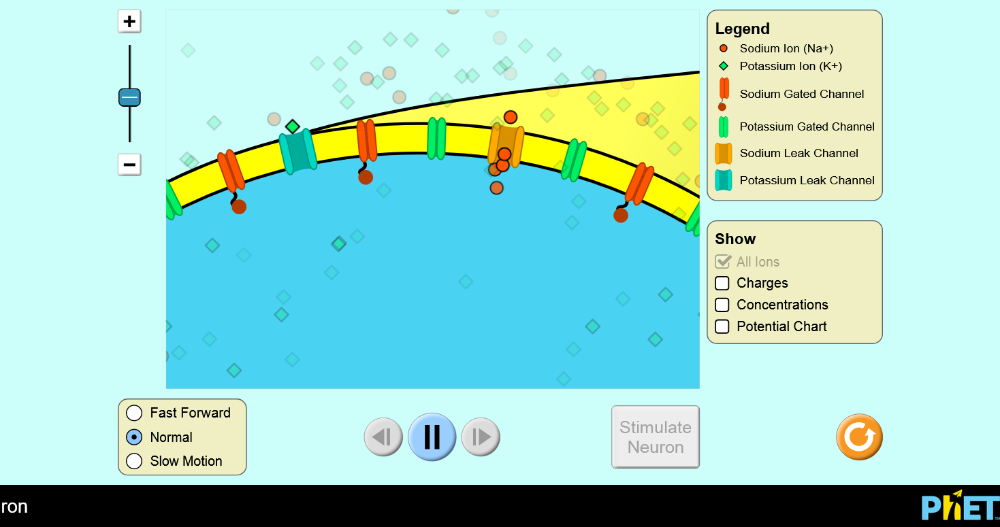 +
−
Legend
Sodium Ion (Na+)
Potassium Ion (K+)
Sodium Gated Channel
Potassium Gated Channel
Sodium Leak Channel
Potassium Leak Channel
Show
All Ions
Charges
Concentrations
Potential Chart
Fast Forward
Normal
Slow Motion
Stimulate
Neuron
ron
PhET
TM